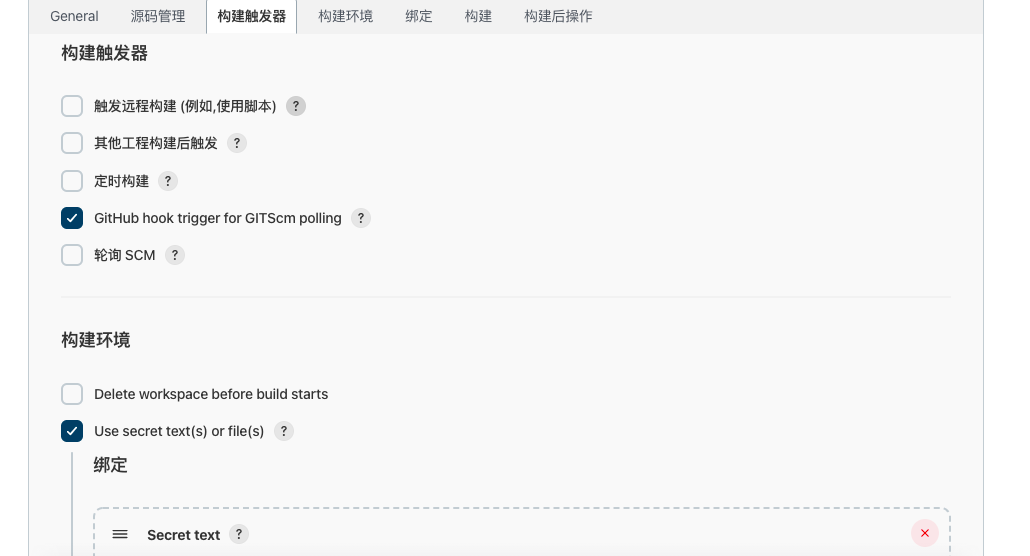 General 源码管理 构建触发器 构建环境 绑定 构建 构建后操作
构建触发器
触发远程构建 (例如,使用脚本) ?
其他工程构建后触发 ?
定时构建 ?
GitHub hook trigger for GITScm polling ?
轮询 SCM ?
构建环境
Delete workspace before build starts
Use secret text(s) or file(s) ?
绑定
Secret text ?